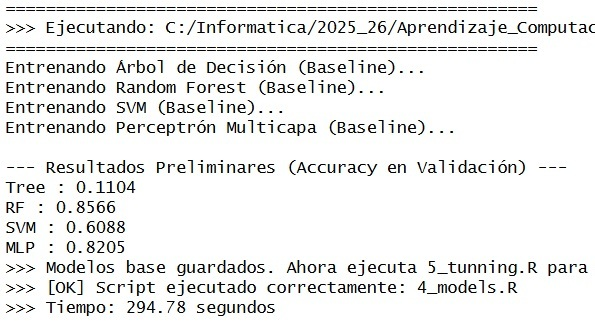 =====================================================
>>> Ejecutando: C:/Informatica/2025_26/Aprendizaje_Computac
=====================================================
Entrenando Árbol de Decisión (Baseline)...
Entrenando Random Forest (Baseline)...
Entrenando SVM (Baseline)...
Entrenando Perceptrón Multicapa (Baseline)...
--- Resultados Preliminares (Accuracy en Validación) ---
Tree : 0.1104
RF : 0.8566
SVM : 0.6088
MLP : 0.8205
>>> Modelos base guardados. Ahora ejecuta 5_tunning.R para
>>> [OK] Script ejecutado correctamente: 4_models.R
>>> Tiempo: 294.78 segundos